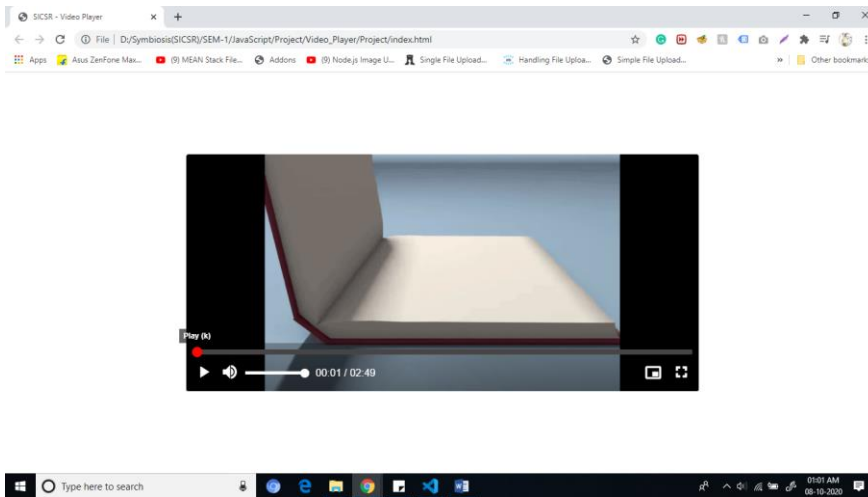 SICSR - Video Player
File | D:/Symbiosis(SICSR)/SEM-1/JavaScript/Project/Video_Player/Project/index.html
Apps Asus ZenFone Max... (9) MEAN Stack File... Addons (9) Node.js Image U... Single File Upload... Handling File Uploa... Simple File Upload... » Other bookmark
Play (k)
00:01 / 02:49
Type here to search
01:01 AM
08-10-2020